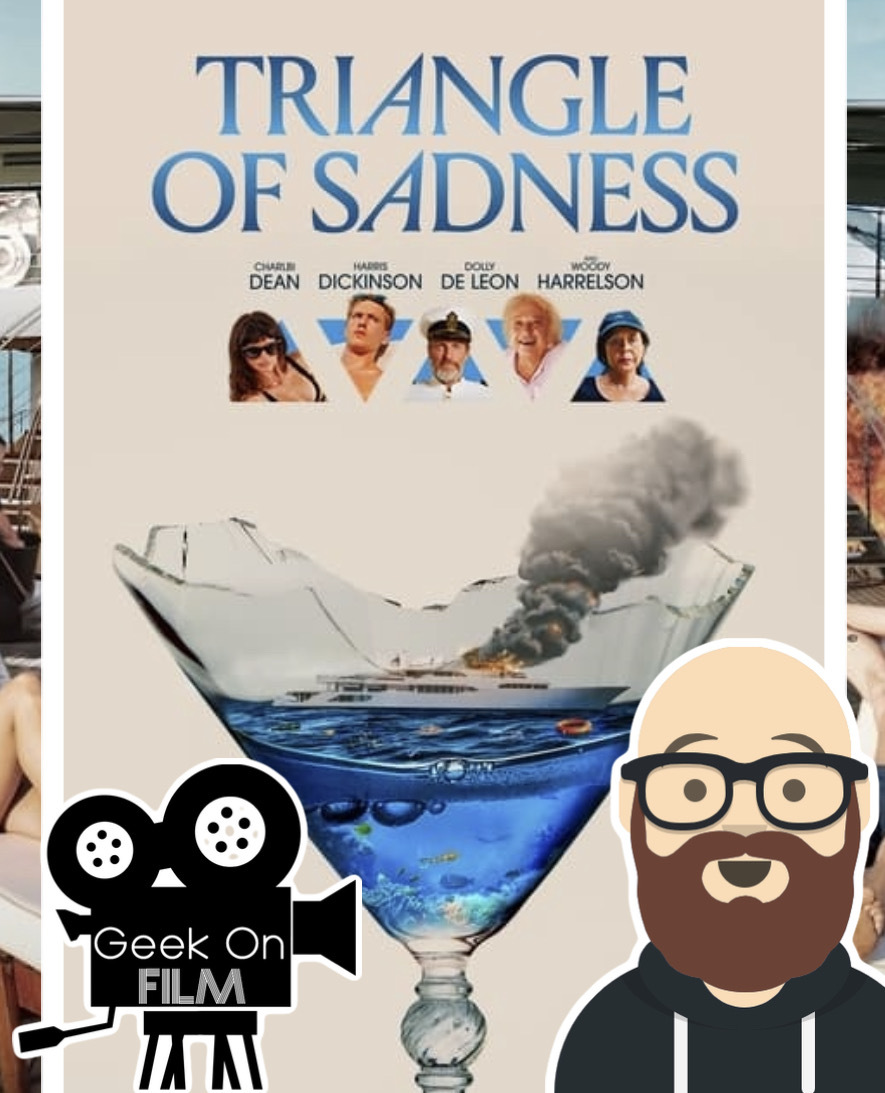 TRIANGLE
OF SADNESS
CHARLBI HARRIS DOLLY AND WOODY
DEAN DICKINSON DE LEON HARRELSON
Geek On
FILM